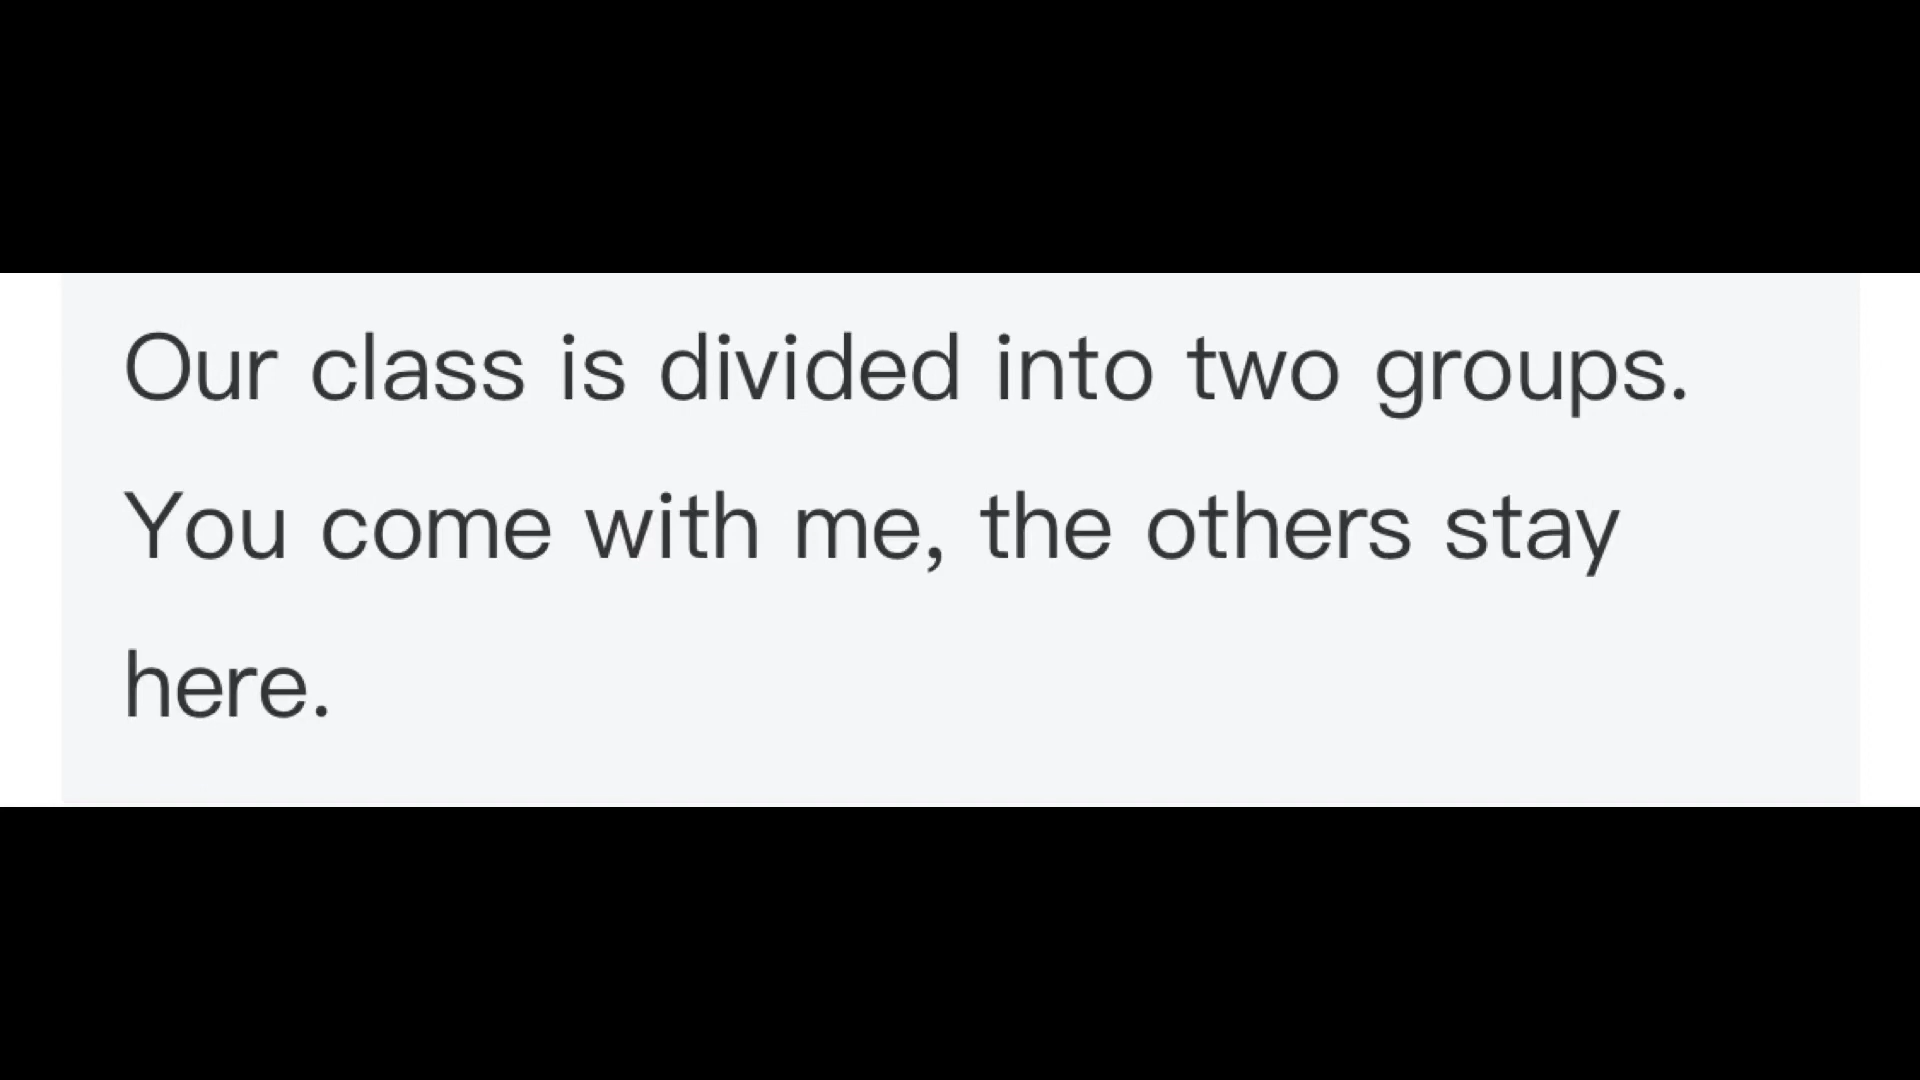 Our class is divided into two groups.
You come with me, the others stay
here.